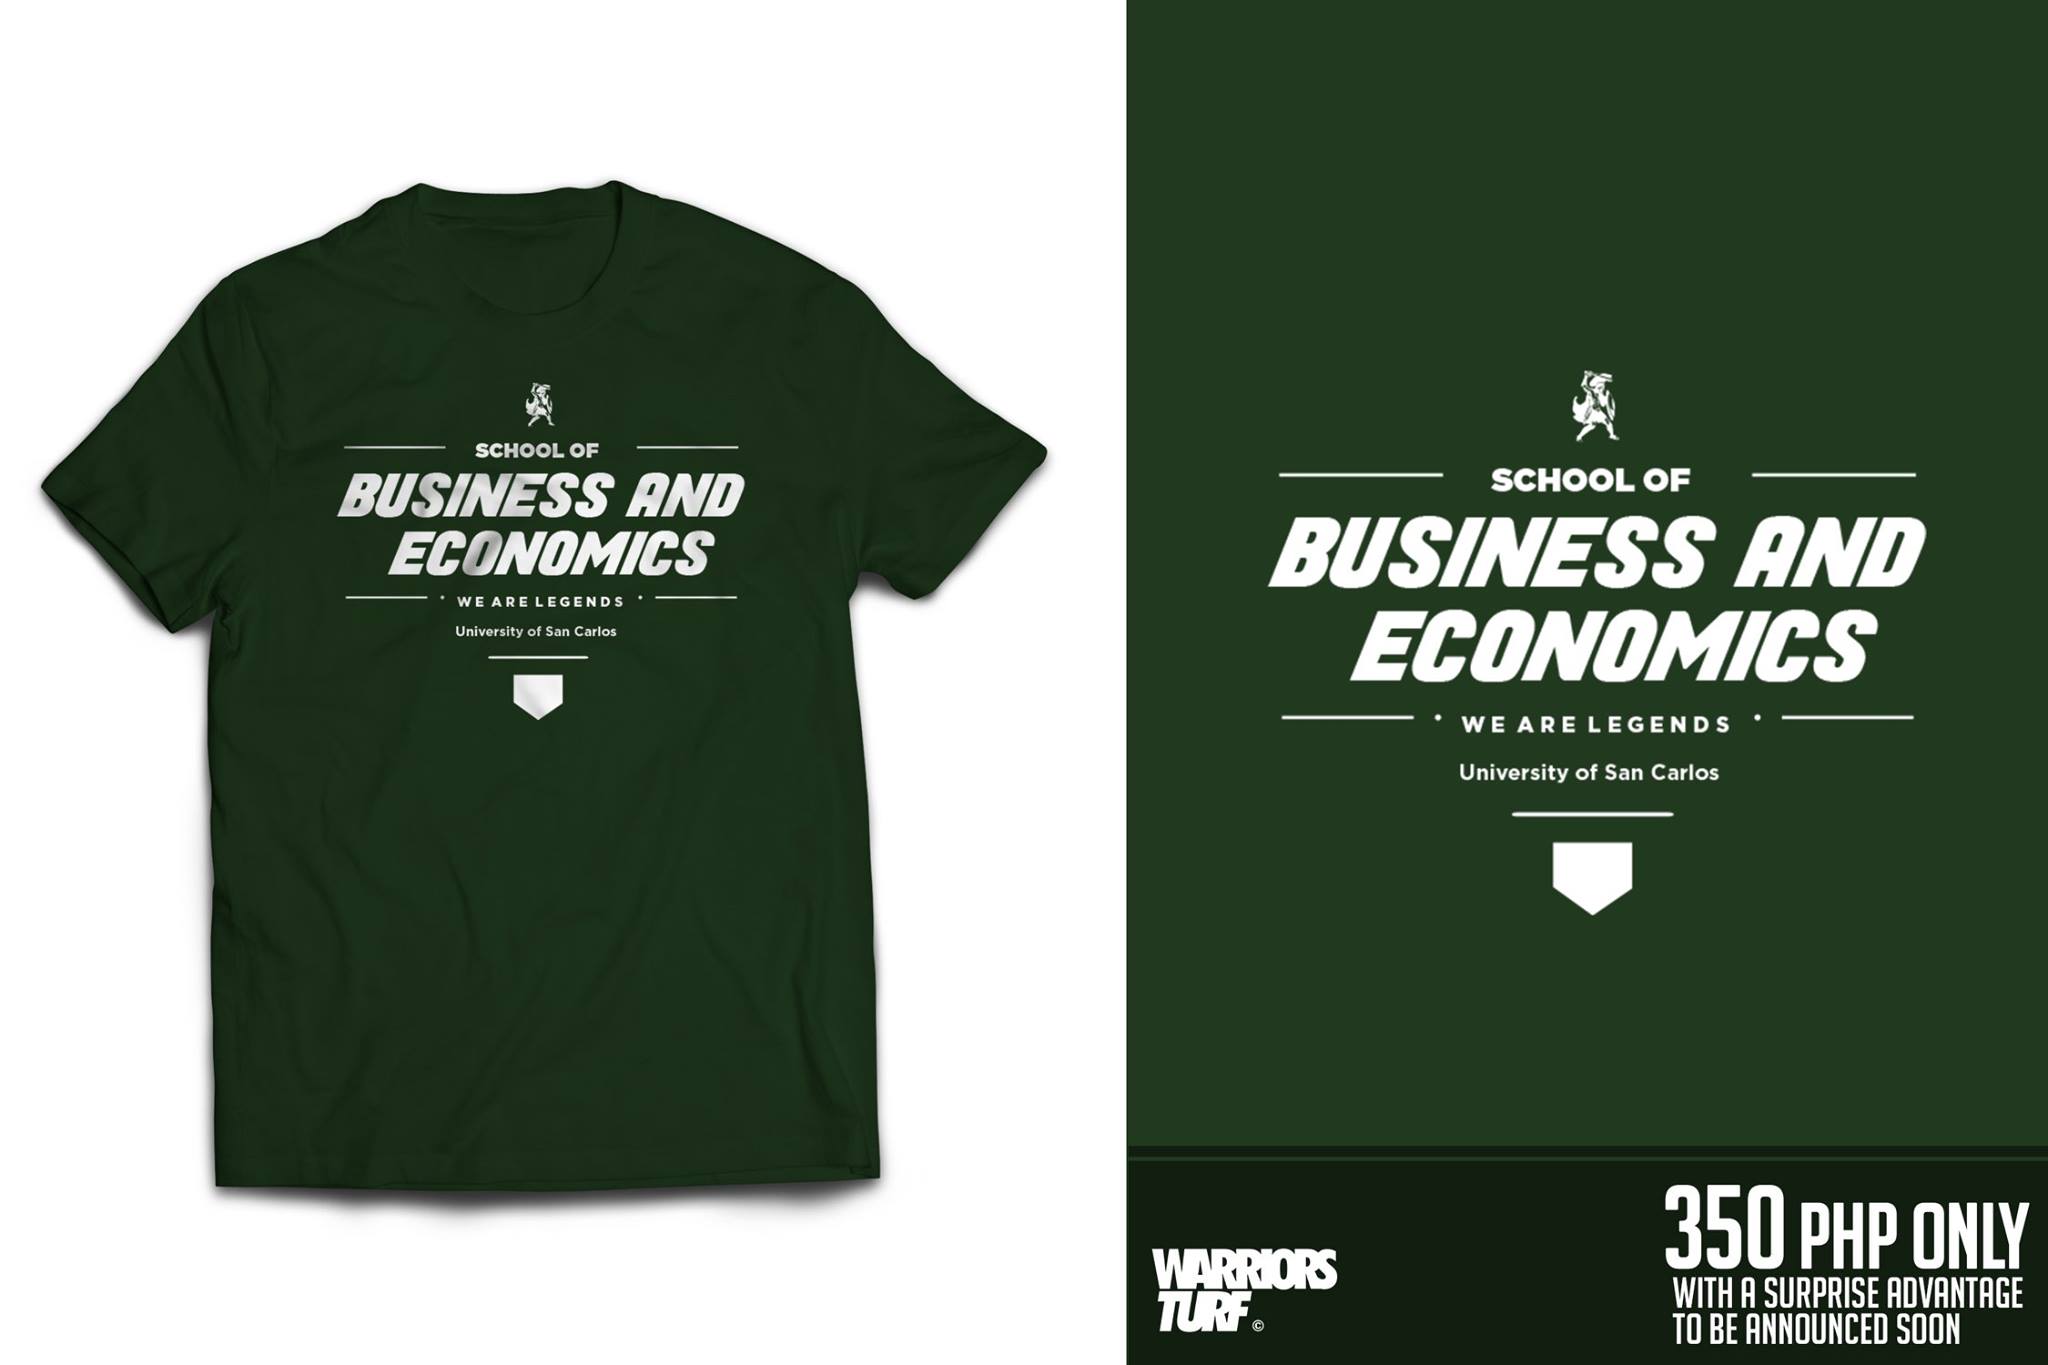 SCHOOL OF
BUSINESS AND
ECONOMICS
WE ARE LEGENDS
University of San Carlos
SCHOOL OF
BUSINESS AND
ECONOMICS
WE ARE LEGENDS
University of San Carlos
WARRIORS
TURF ©
350 PHP ONLY
WITH A SURPRISE ADVANTAGE
TO BE ANNOUNCED SOON